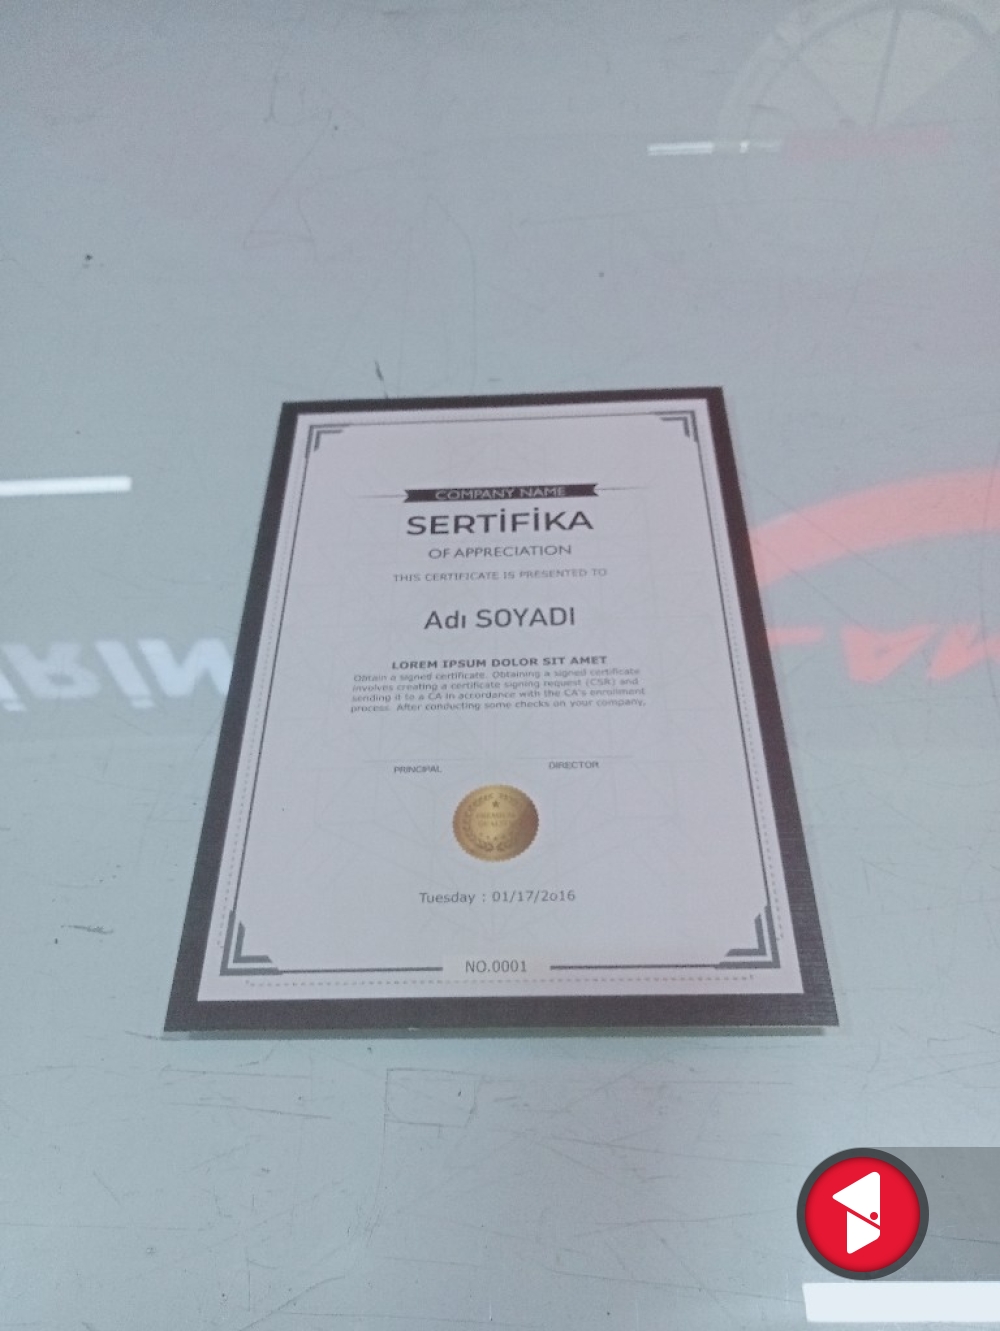 COMPANY NAME
SERTİFİKA
OF APPRECIATION
THIS CERTIFICATE IS PRESENTED TO
Adı SOYADI
LOREM IPSUM DOLOR SIT AMET
Obtain a signed certificate. Obtaining a signed certificate
involves creating a certificate signing request (CSR) and
sending it to a CA in accordance with the CA's enrollment
process. After conducting some checks on your company,
PRINCIPAL
DIRECTOR
Tuesday : 01/17/2o16
NO.0001